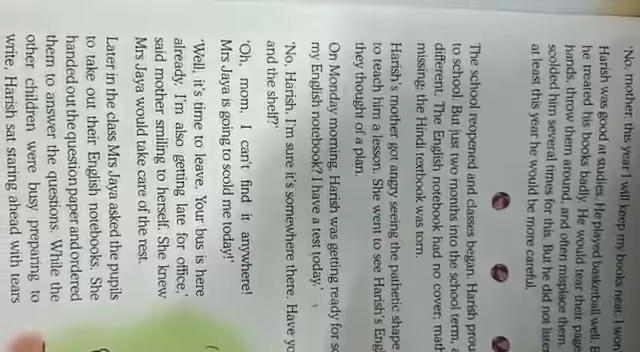 'No, mother, this year I will keep my books neat. I won
Harish was good at studies. He played basketball well. B
he treated his books badly. He would tear their page
hands, throw them around, and often misplace them.
scolded him several times for this. But he did not listen
at least this year he would be more careful.
The school reopened and classes began. Harish prou
to school. But just two months into the school term,
different. The English notebook had no cover; math
missing; the Hindi textbook was torn.
Harish's mother got angry seeing the pathetic shape
to teach him a lesson. She went to see Harish's Engl
they thought of a plan.
On Monday morning, Harish was getting ready for sc
my English notebook? I have a test today.'
'No, Harish. I'm sure it's somewhere there. Have yo
and the shelf?'
'Oh, mom. I can't find it anywhere!
Mrs Jaya is going to scold me today!'
'Well, it's time to leave. Your bus is here
already. I'm also getting late for office,'
said mother smiling to herself. She knew
Mrs Jaya would take care of the rest.
Later in the class Mrs Jaya asked the pupils
to take out their English notebooks. She
handed out the question paper and ordered
them to answer the questions. While the
other children were busy preparing to
write, Harish sat staring ahead with tears